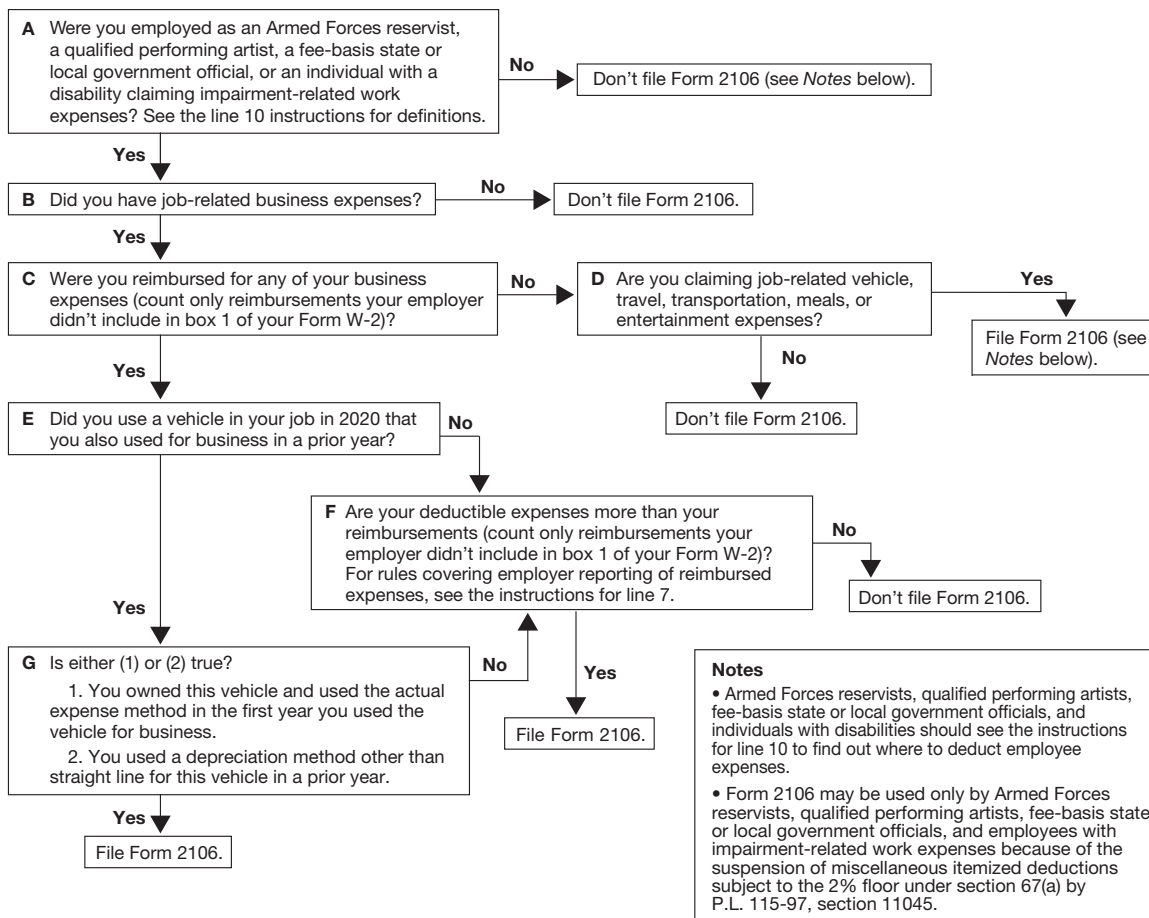 A Were you employed as an Armed Forces reservist,
a qualified performing artist, a fee-basis state or
local government official, or an individual with a
disability claiming impairment-related work
expenses? See the line 10 instructions for definitions.
No
Don't file Form 2106 (see Notes below).
Yes
B Did you have job-related business expenses?
No
Don't file Form 2106.
Yes
C Were you reimbursed for any of your business
expenses (count only reimbursements your employer
didn't include in box 1 of your Form W-2)?
No
D Are you claiming job-related vehicle,
travel, transportation, meals, or
entertainment expenses?
Yes
File Form 2106 (see
Notes below).
No
Don't file Form 2106.
Yes
E Did you use a vehicle in your job in 2020 that
you also used for business in a prior year?
No
F Are your deductible expenses more than your
reimbursements (count only reimbursements your
employer didn't include in box 1 of your Form W-2)?
For rules covering employer reporting of reimbursed
expenses, see the instructions for line 7.
No
Don't file Form 2106.
Yes
File Form 2106.
Yes
G Is either (1) or (2) true?
1. You owned this vehicle and used the actual
expense method in the first year you used the
vehicle for business.
2. You used a depreciation method other than
straight line for this vehicle in a prior year.
No
Yes
File Form 2106.
Notes
• Armed Forces reservists, qualified performing artists,
fee-basis state or local government officials, and
individuals with disabilities should see the instructions
for line 10 to find out where to deduct employee
expenses.
• Form 2106 may be used only by Armed Forces
reservists, qualified performing artists, fee-basis state
or local government officials, and employees with
impairment-related work expenses because of the
suspension of miscellaneous itemized deductions
subject to the 2% floor under section 67(a) by
P.L. 115-97, section 11045.